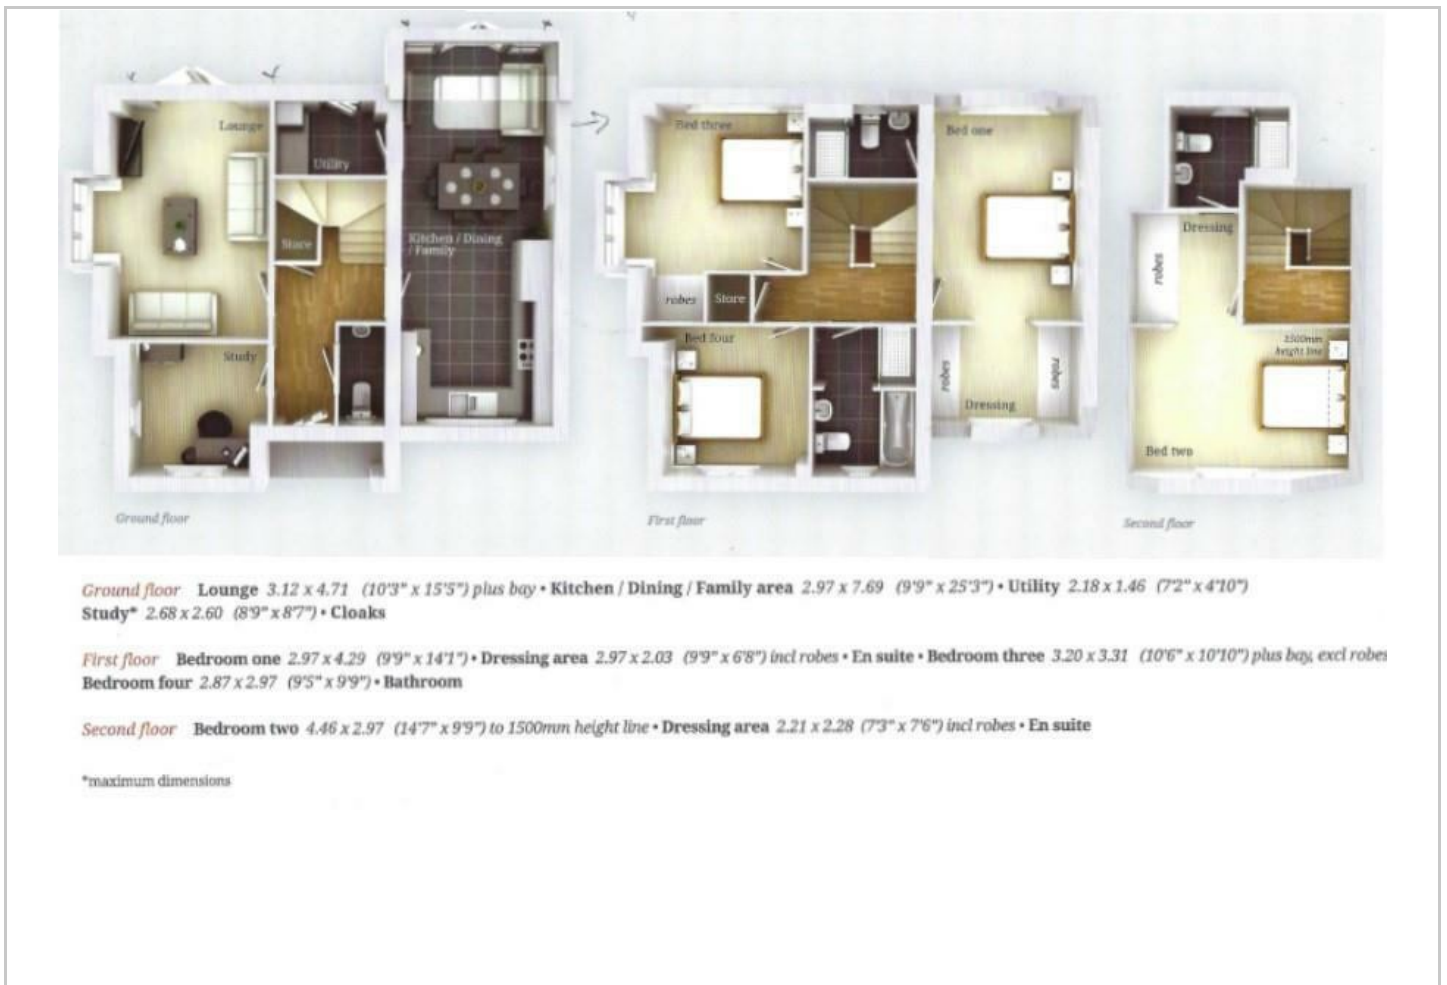 Lounge
Utility
Store
Kitchen / Dining
/ Family
Study
Ground floor
Bed three
robes
Store
Bed four
Bed one
robes
robes
Dressing
First floor
Dressing
robes
1500mm
height line
Bed two
Second floor
Ground floor Lounge 3.12 x 4.71 (10'3" x 15'5") plus bay • Kitchen / Dining / Family area 2.97 x 7.69 (9'9" x 25'3") • Utility 2.18 x 1.46 (7'2" x 4'10")
Study* 2.68 x 2.60 (8'9" x 8'7") • Cloaks
First floor Bedroom one 2.97 x 4.29 (9'9" x 14'1") • Dressing area 2.97 x 2.03 (9'9" x 6'8") incl robes • En suite • Bedroom three 3.20 x 3.31 (10'6" x 10'10") plus bay, excl robes
Bedroom four 2.87 x 2.97 (9'5" x 9'9") • Bathroom
Second floor Bedroom two 4.46 x 2.97 (14'7" x 9'9") to 1500mm height line • Dressing area 2.21 x 2.28 (7'3" x 7'6") incl robes • En suite
*maximum dimensions